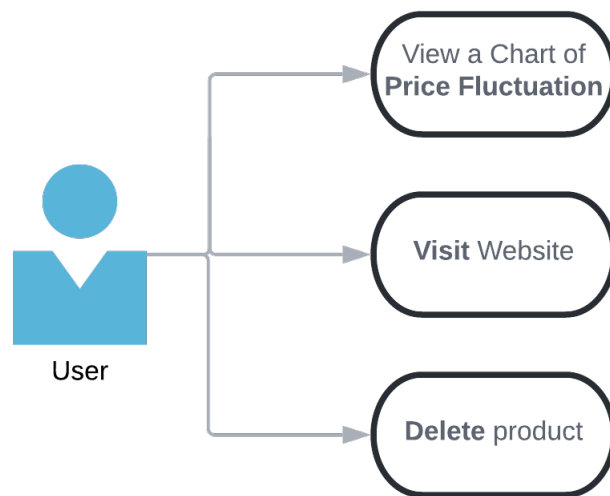 View a Chart of
Price Fluctuation
Visit Website
User
Delete product